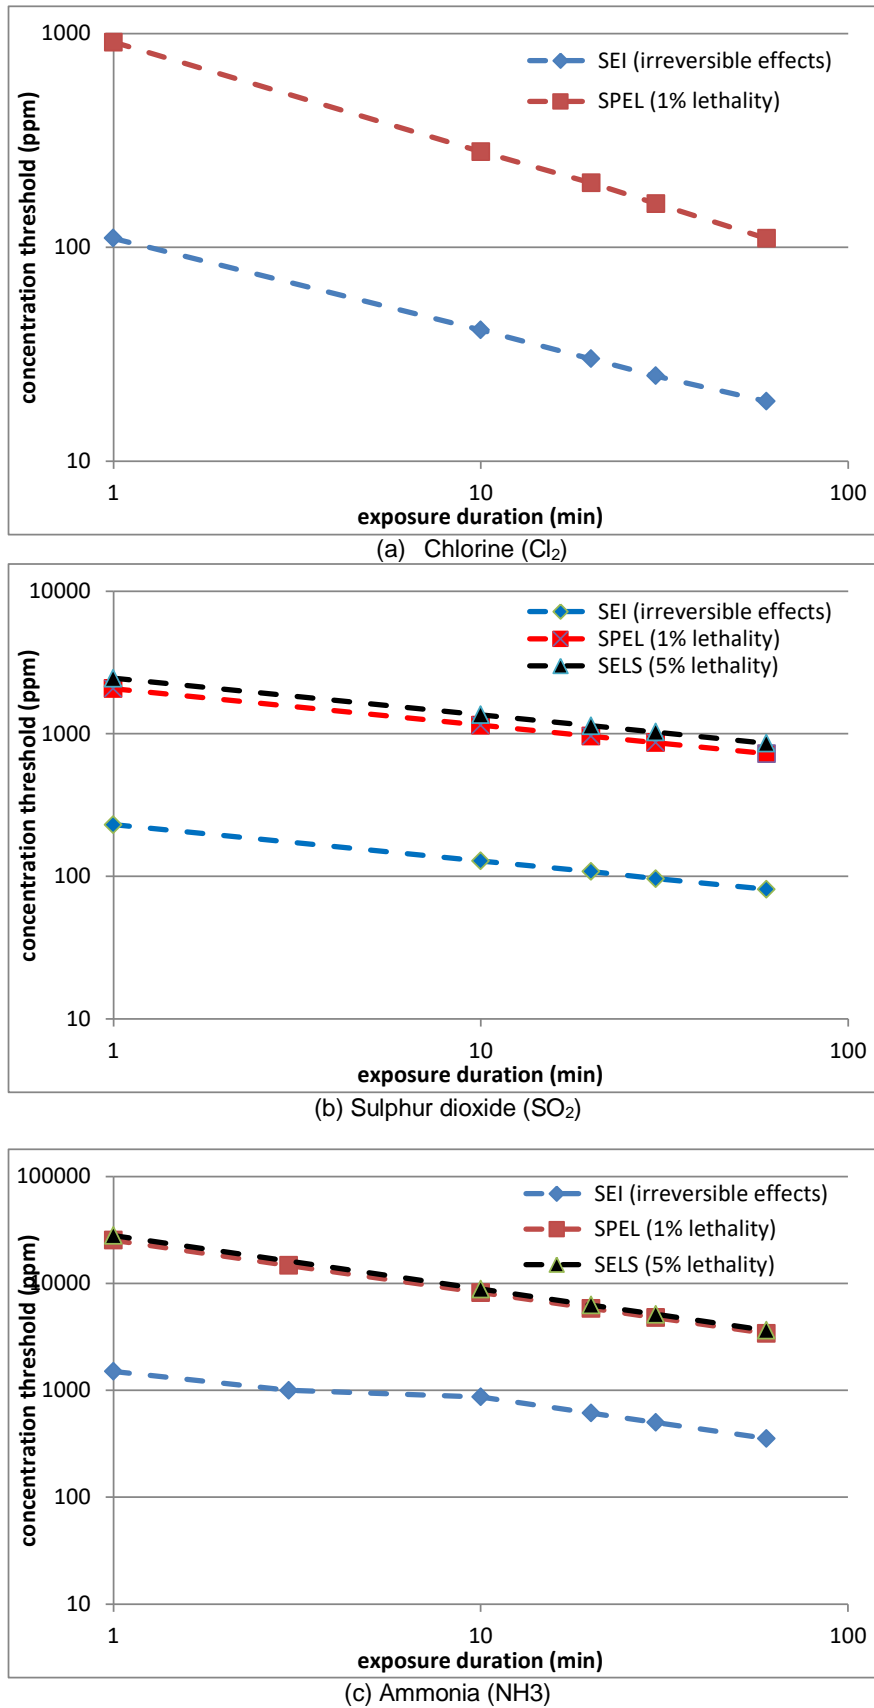 1000
SEI (irreversible effects)
SPEL (1% lethality)
concentration threshold (ppm)
100
10
1
10
100
exposure duration (min)
(a) Chlorine (Cl₂)
10000
SEI (irreversible effects)
SPEL (1% lethality)
SELS (5% lethality)
concentration threshold (ppm)
1000
100
10
1
10
100
exposure duration (min)
(b) Sulphur dioxide (SO₂)
100000
SEI (irreversible effects)
SPEL (1% lethality)
SELS (5% lethality)
concentration threshold (ppm)
10000
1000
100
10
1
10
100
exposure duration (min)
(c) Ammonia (NH3)